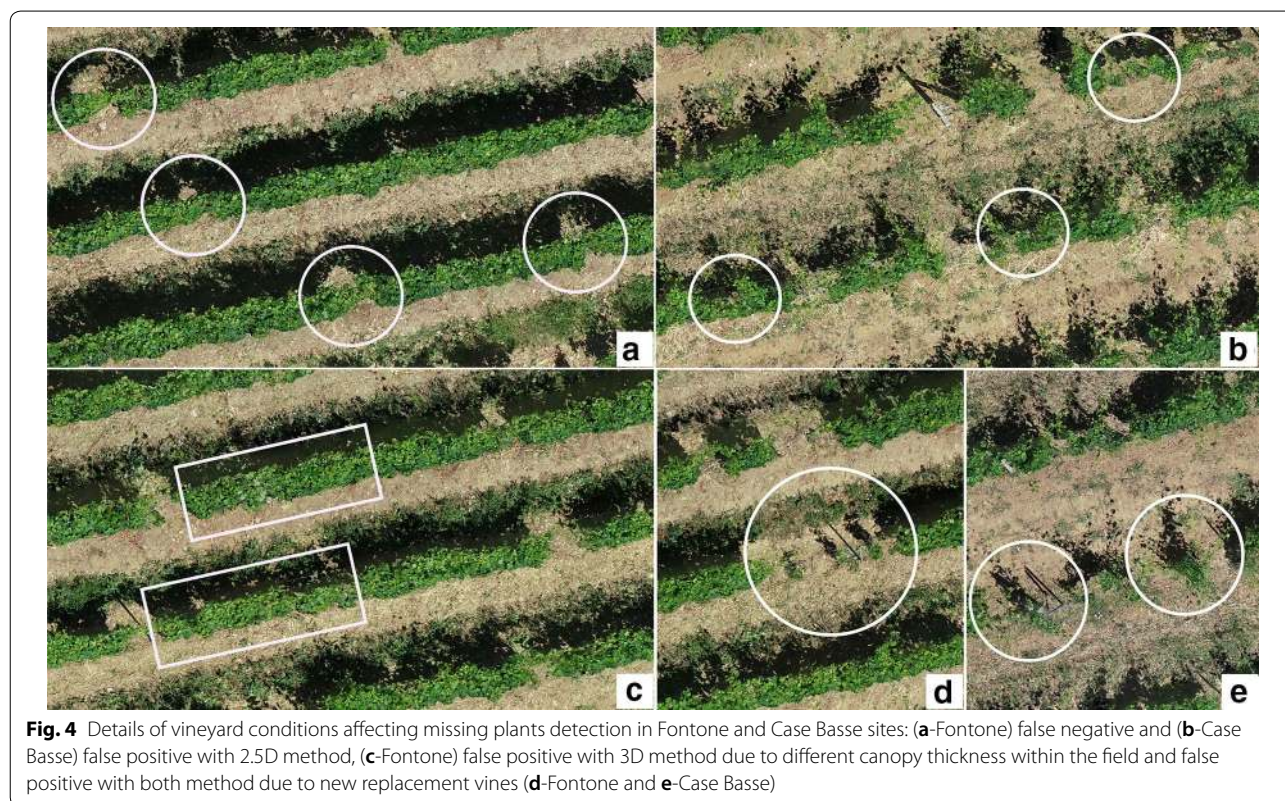 a
b
c
d
e
Fig. 4 Details of vineyard conditions affecting missing plants detection in Fontone and Case Basse sites: (a-Fontone) false negative and (b-Case
Basse) false positive with 2.5D method, (c-Fontone) false positive with 3D method due to different canopy thickness within the field and false
positive with both method due to new replacement vines (d-Fontone and e-Case Basse)